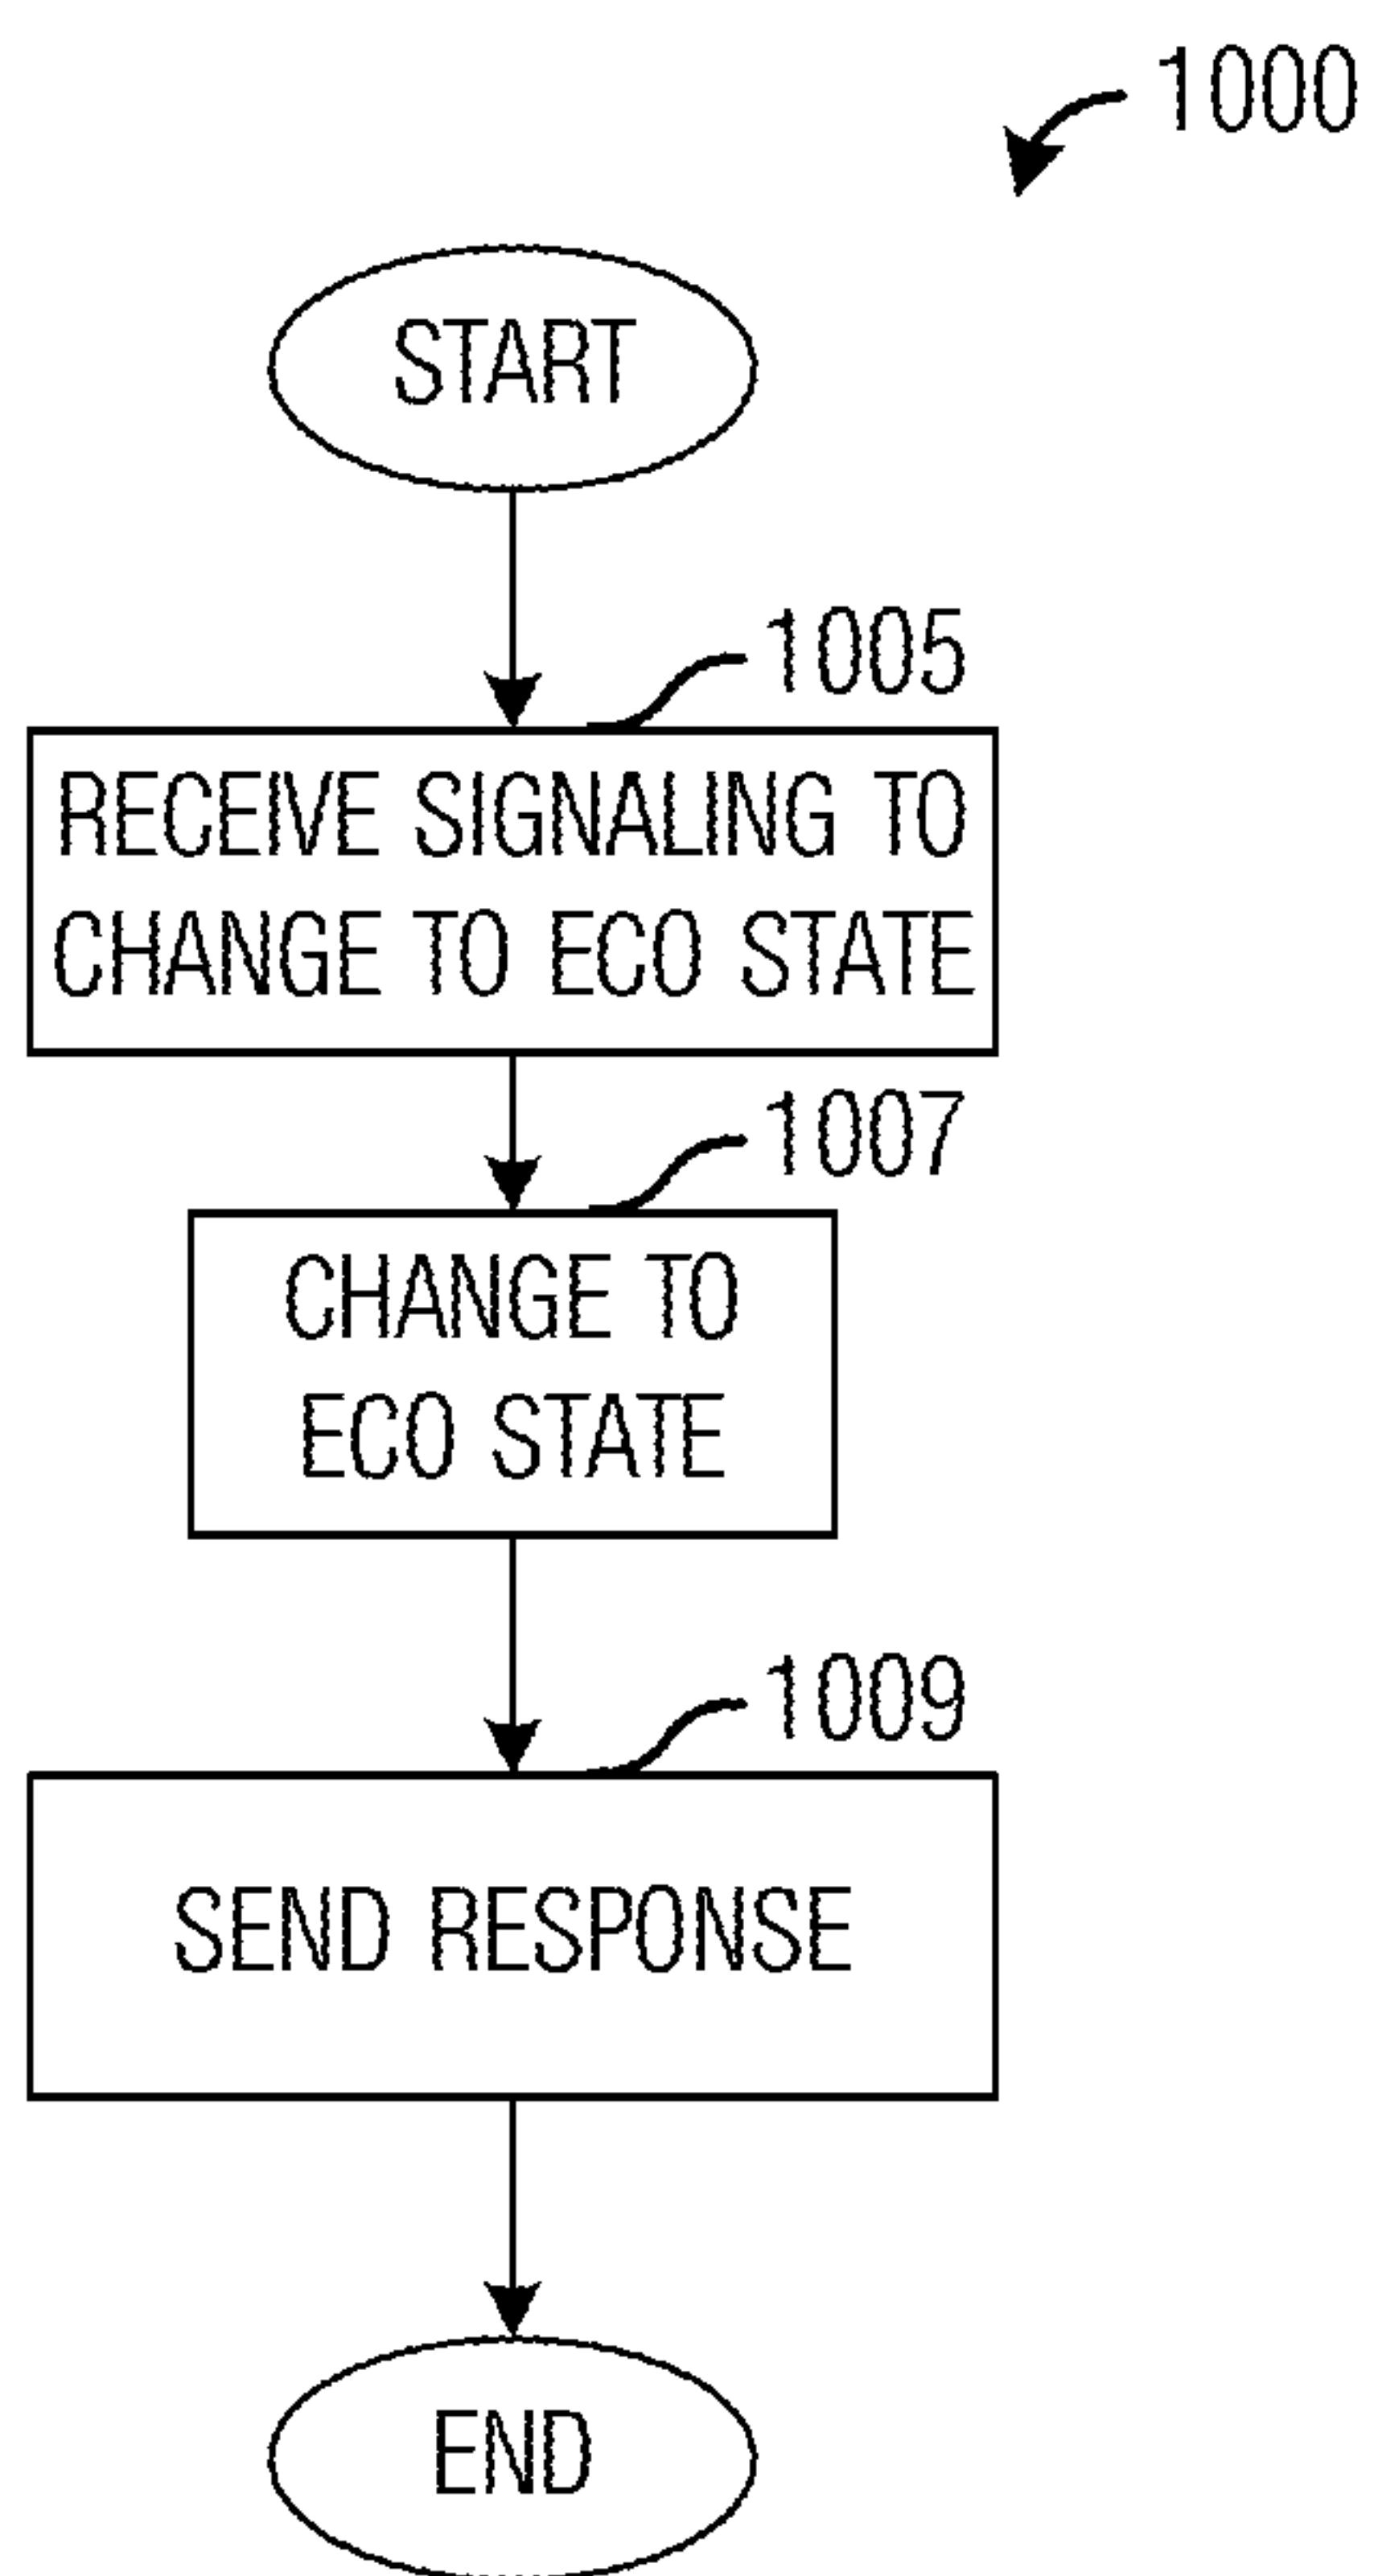 1000
START
1005
RECEIVE SIGNALING TO
CHANGE TO ECO STATE
1007
CHANGE TO
ECO STATE
1009
SEND RESPONSE
END